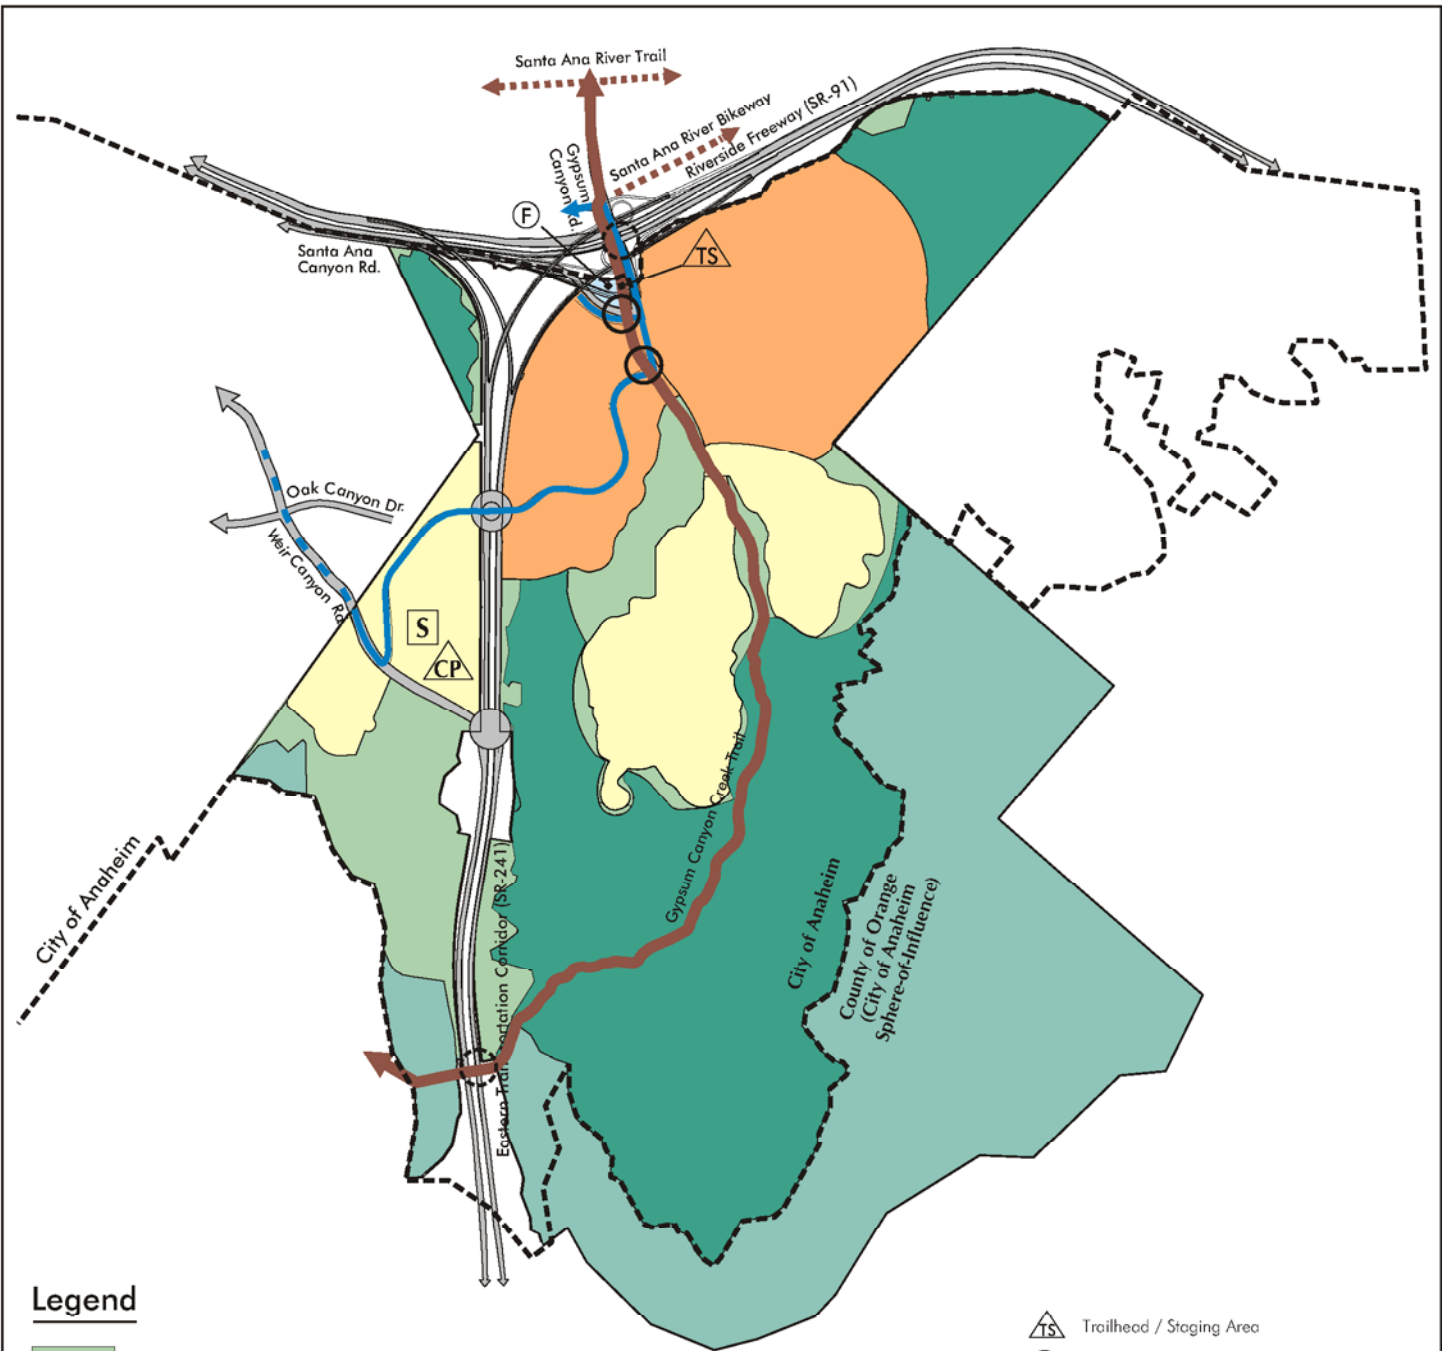 Santa Ana River Trail
Santa Ana River Bikeway
Riverside Freeway (SR-91)
Gypsum
Canyon Rd.
F
TS
Santa Ana
Canyon Rd.
Oak Canyon Dr.
Weir Canyon Rd
S
CP
Gypsum Canyon Creek Trail
City of Anaheim
Eastern Transportation Corridor (SR-241)
City of Anaheim
County of Orange
(City of Anaheim
Sphere-of-Influence)
Legend
TS Trailhead / Staging Area